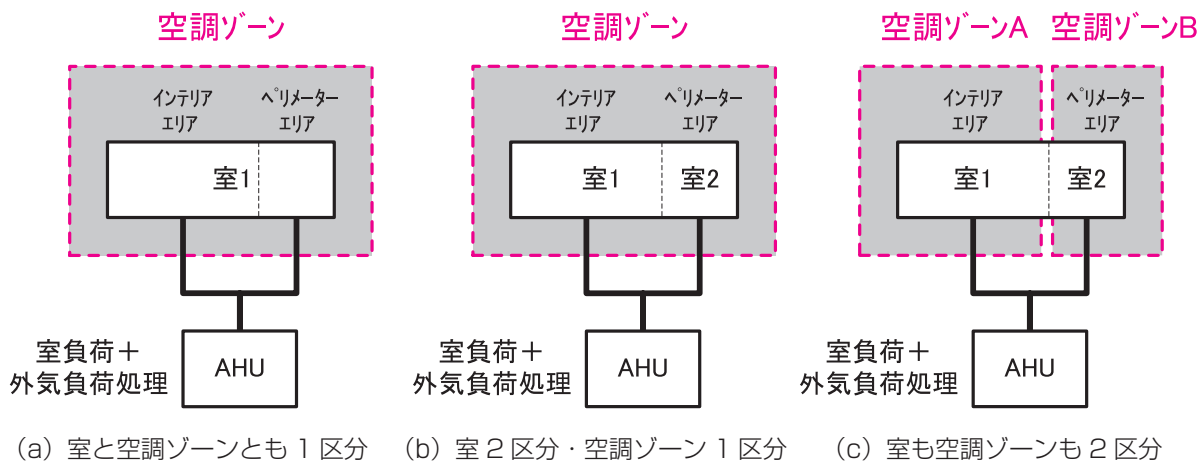 空調ゾーン
インテリア
エリア
ペリメーター
エリア
室1
室負荷＋
外気負荷処理
AHU
（a）室と空調ゾーンとも 1 区分
空調ゾーン
インテリア
エリア
ペリメーター
エリア
室1
室2
室負荷＋
外気負荷処理
AHU
（b）室 2 区分・空調ゾーン 1 区分
空調ゾーンA
空調ゾーンB
インテリア
エリア
ペリメーター
エリア
室1
室2
室負荷＋
外気負荷処理
AHU
（c）室も空調ゾーンも 2 区分